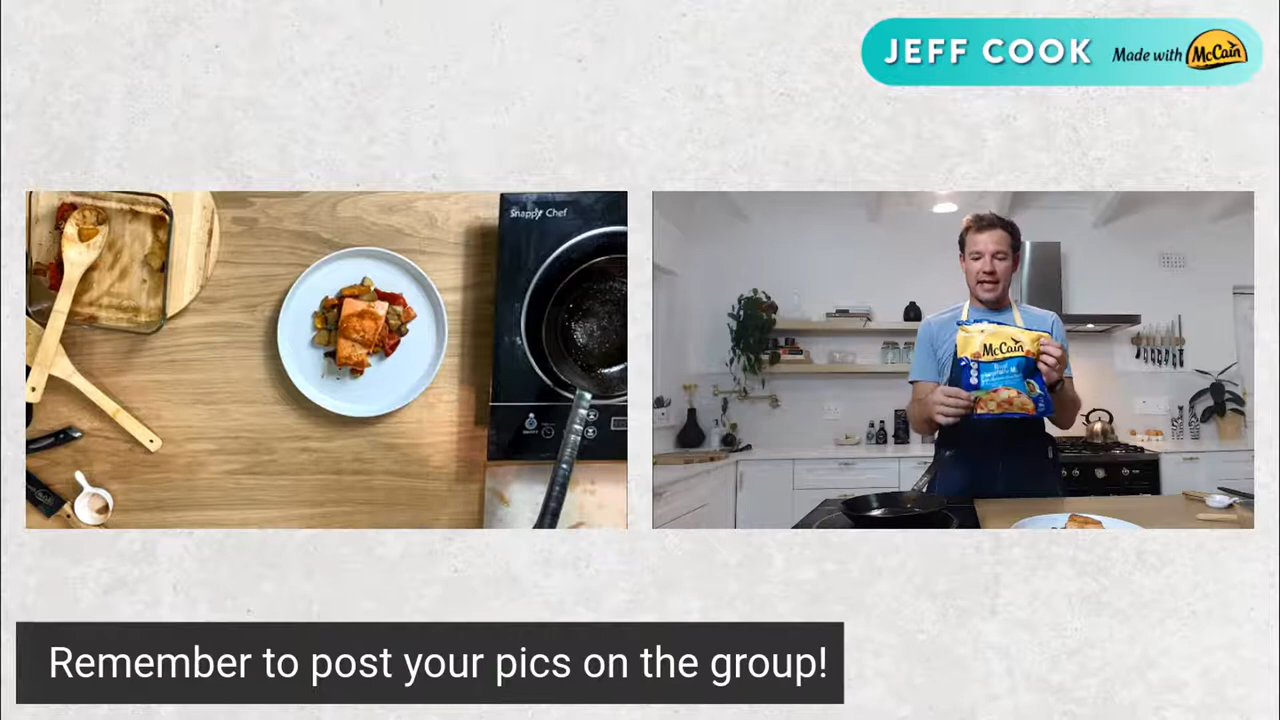 JEFF COOK
Made with McCain
Snappy Chef
McCain
Remember to post your pics on the group!